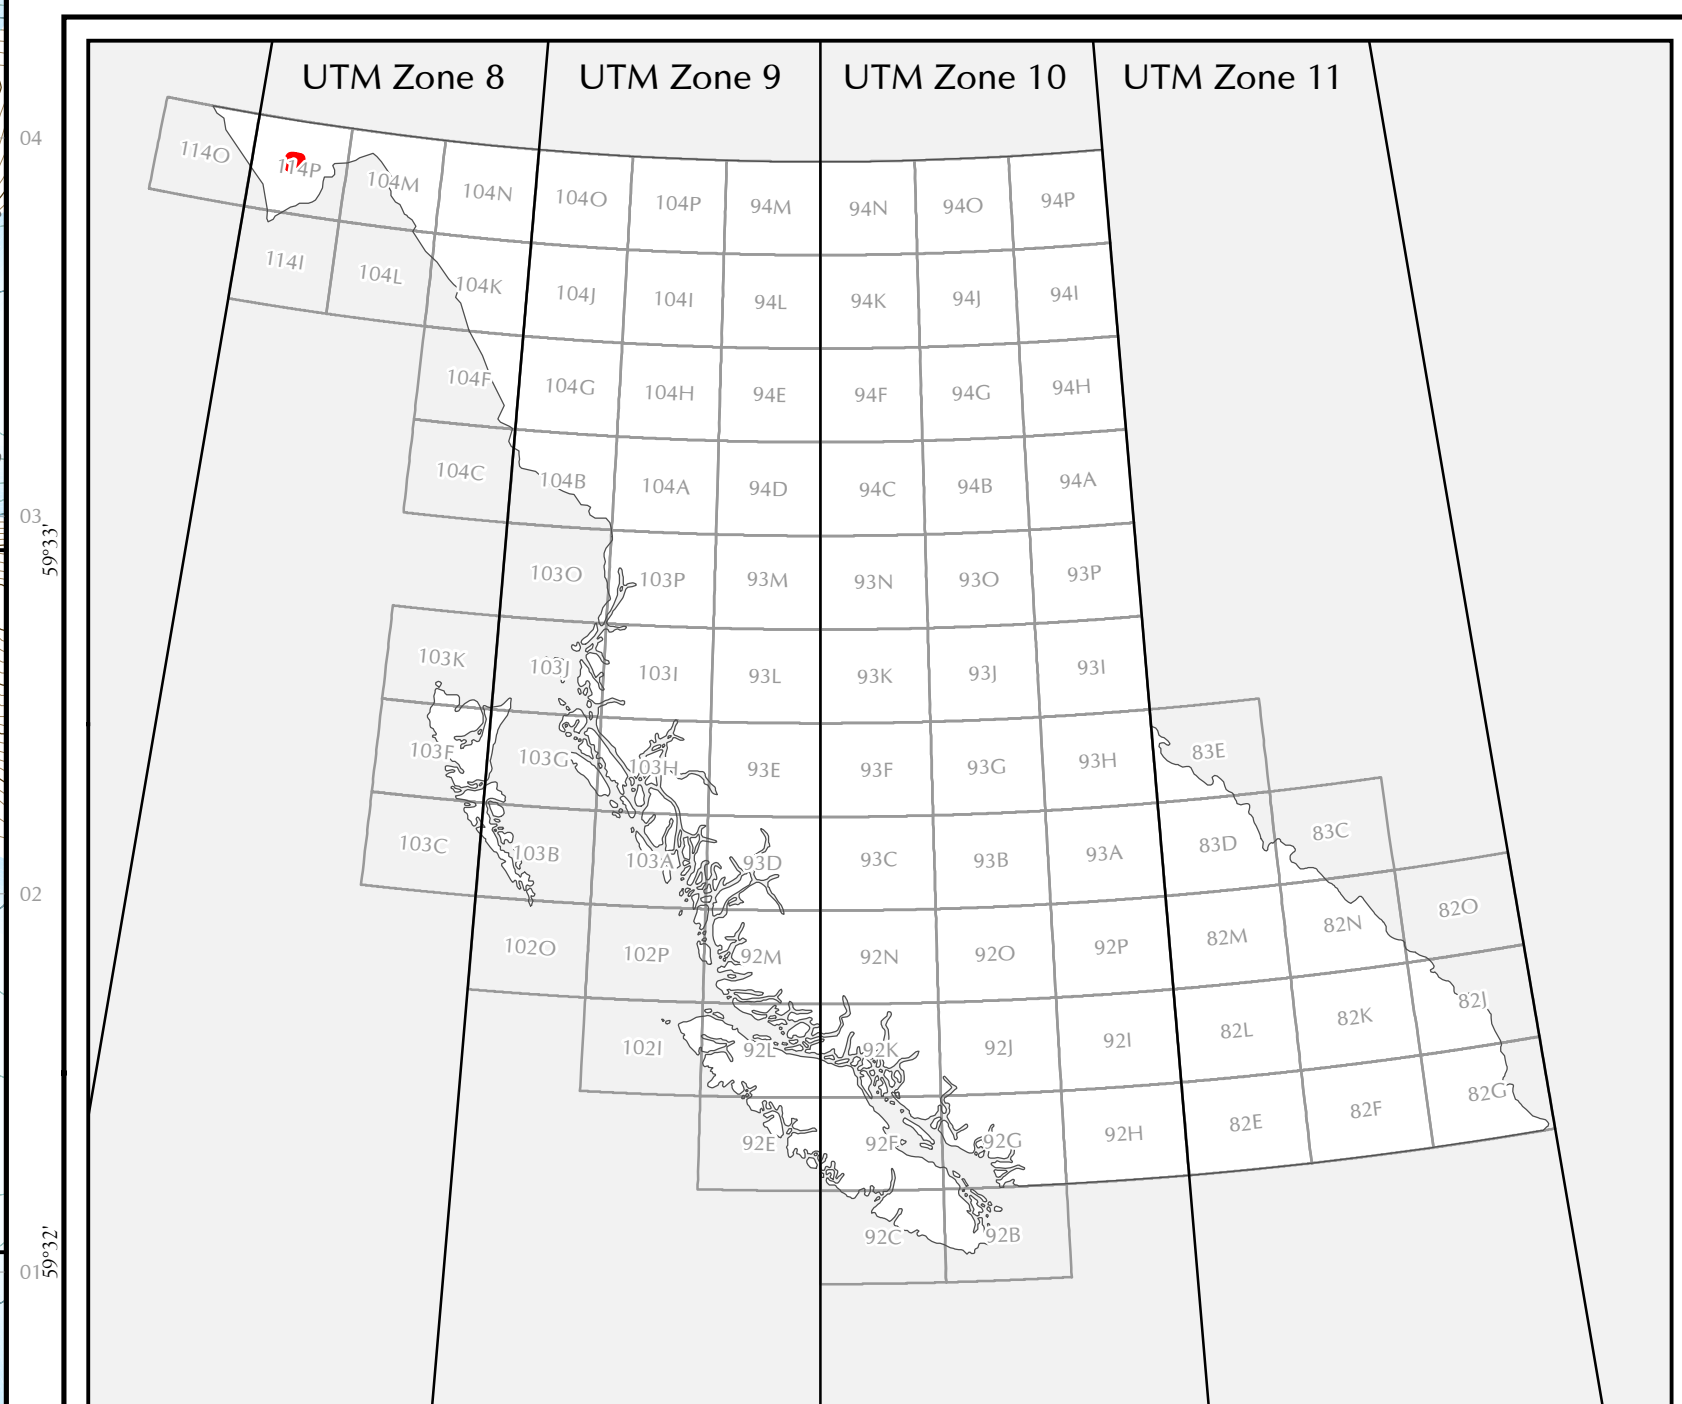 UTM Zone 8 UTM Zone 9 UTM Zone 10 UTM Zone 11
04
03
59°33'
02
01
59°32'
114O 114P 104M 104N 104O 104P 94M 94N 94O 94P
114I 104L 104K 104J 104I 94L 94K 94J 94I
104F 104G 104H 94E 94F 94G 94H
104C 104B 104A 94D 94C 94B 94A
103O 103P 93M 93N 93O 93P
103K 103J 103I 93L 93K 93J 93I
103F 103G 103H 93E 93F 93G 93H 83E
103C 103B 103A 93D 93C 93B 93A 83D 83C
102O 102P 92M 92N 92O 92P 82M 82N 82O
102I 92L 92K 92J 92I 82L 82K 82J
92E 92F 92G 92H 82E 82F 82G
92C 92B